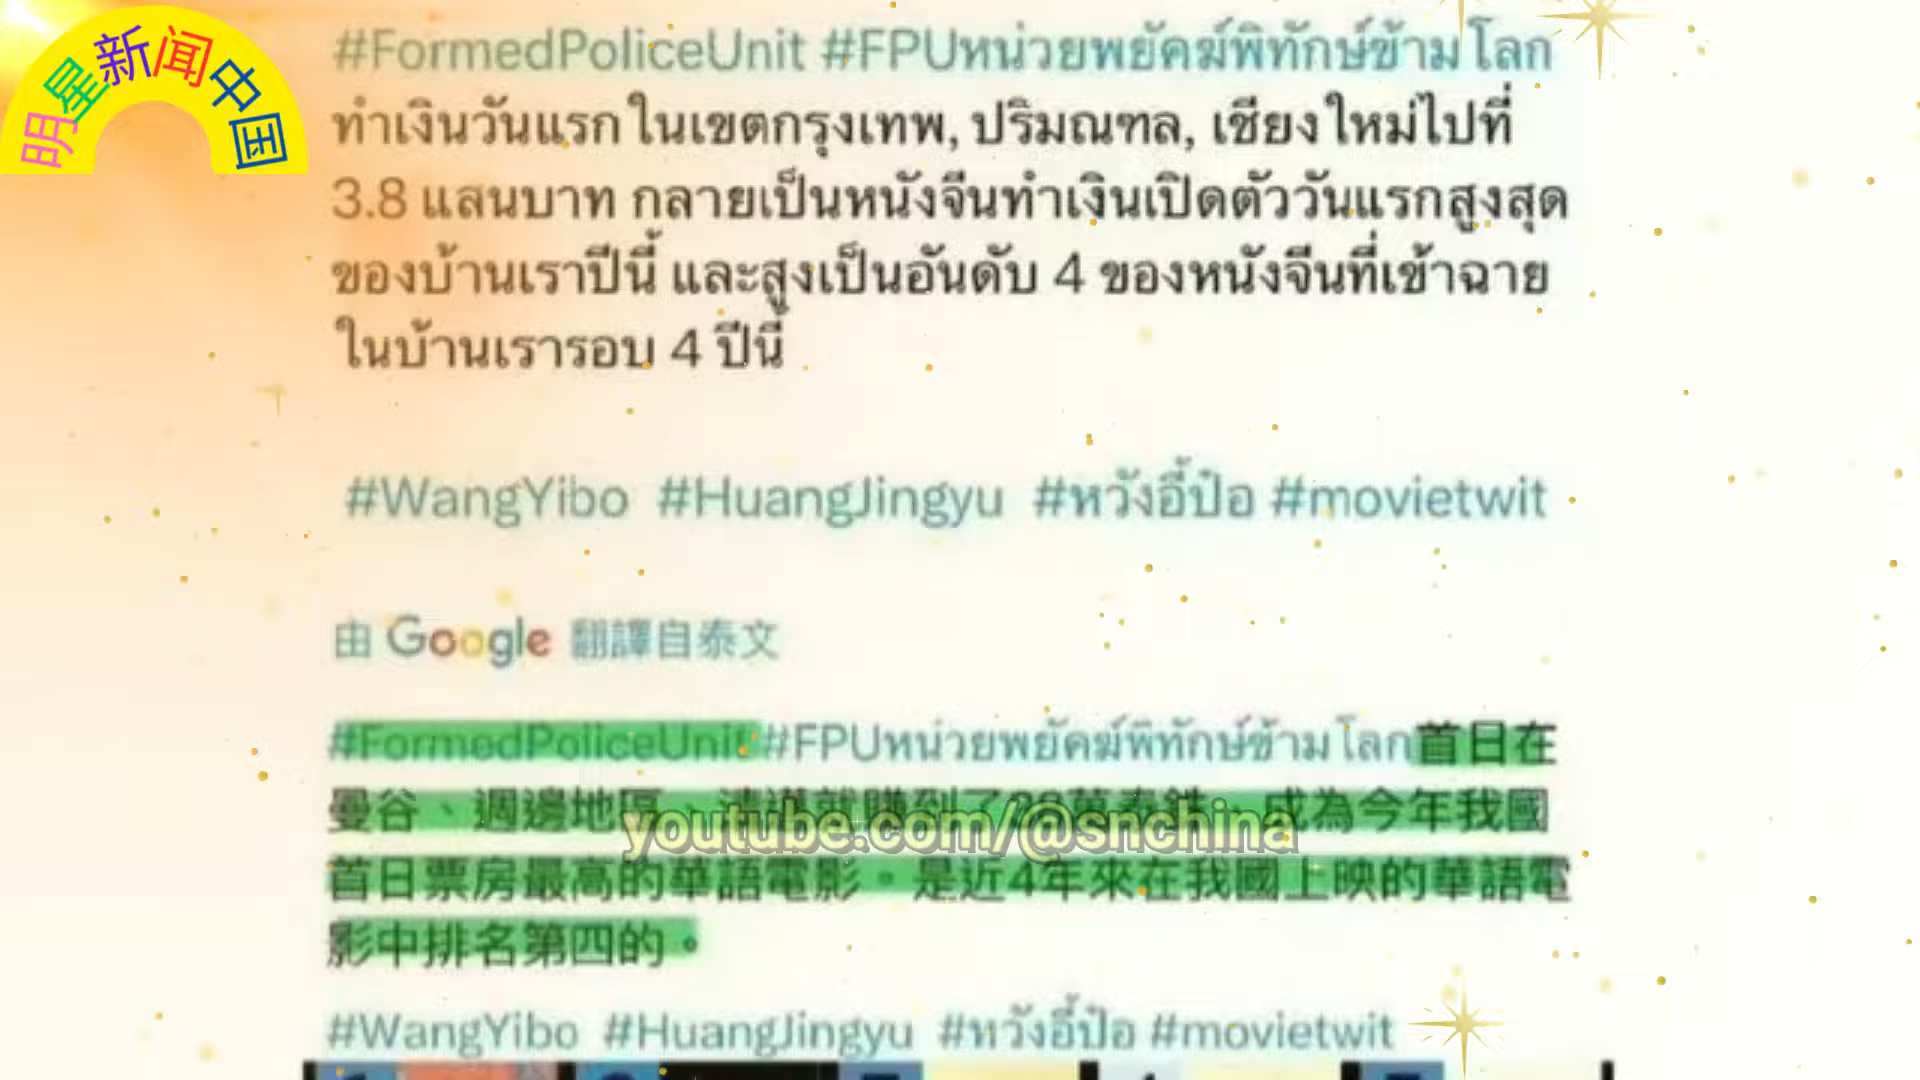 明星新闻中国
#FormedPoliceUnit #FPUหน่วยพยัคฆ์พิทักษ์ข้ามโลก
ทำเงินวันแรกในเขตกรุงเทพ, ปริมณฑล, เชียงใหม่ไปที่
3.8 แสนบาท กลายเป็นหนังจีนทำเงินเปิดตัววันแรกสูงสุด
ของบ้านเราปีนี้ และสูงเป็นอันดับ 4 ของหนังจีนที่เข้าฉาย
ในบ้านเรารอบ 4 ปีนี้
#WangYibo #HuangJingyu #หวังอี้ป๋อ #movietwit
由 Google 翻譯自泰文
#FormedPoliceUnit #FPUหน่วยพยัคฆ์พิทักษ์ข้ามโลก首日在
曼谷、週邊地區、清邁就賺到了 成為今年我國
youtube.com/@snchina
首日票房最高的華語電影。是近4年來在我國上映的華語電
影中排名第四的。
#WangYibo #HuangJingyu #หวังอี้ป๋อ #movietwit